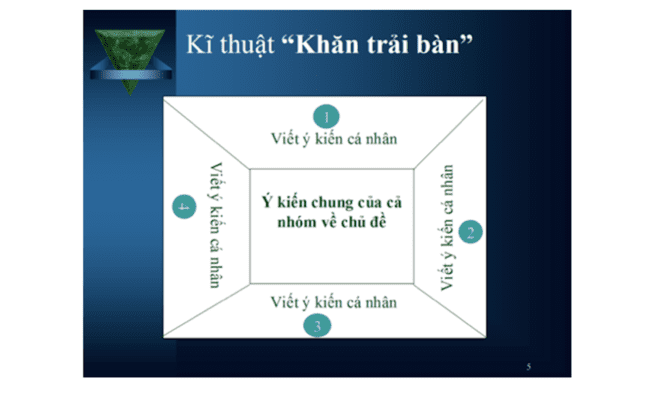 Kĩ thuật “Khăn trải bàn”
1
Viết ý kiến cá nhân
4
Viết ý kiến cá nhân
Ý kiến chung của cả
nhóm về chủ đề
Viết ý kiến cá nhân
2
Viết ý kiến cá nhân
3
5